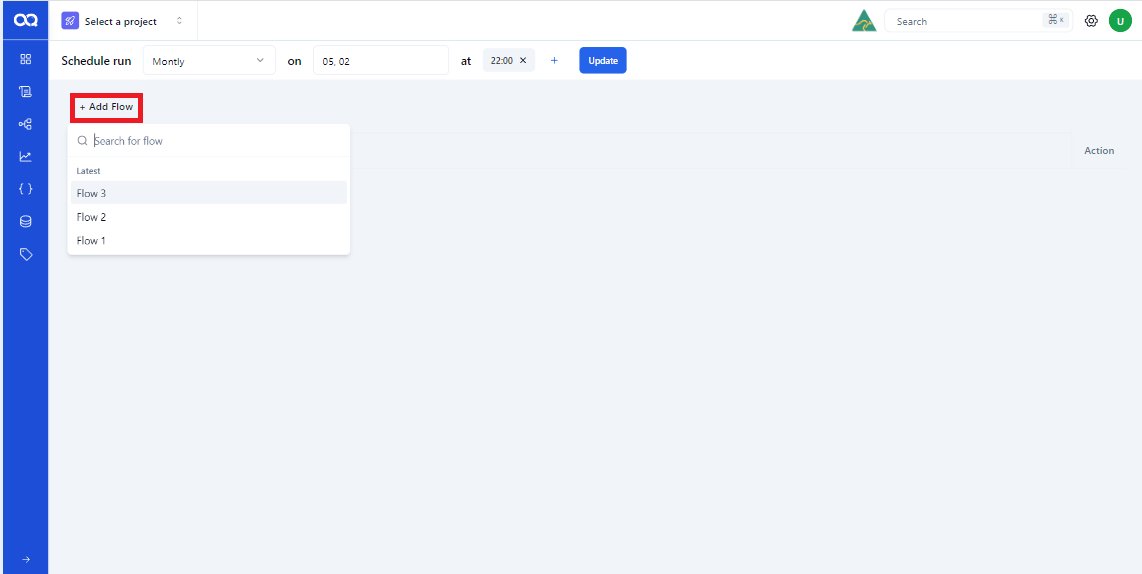 Select a project
Search
⌘ K
U
Schedule run
Montly
on
05, 02
at
22:00 ×
+
Update
+ Add Flow
Search for flow
Action
Latest
Flow 3
Flow 2
Flow 1